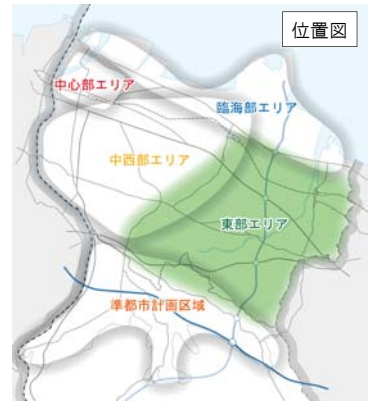 位置図
中心部エリア
臨海部エリア
中西部エリア
東部エリア
準都市計画区域